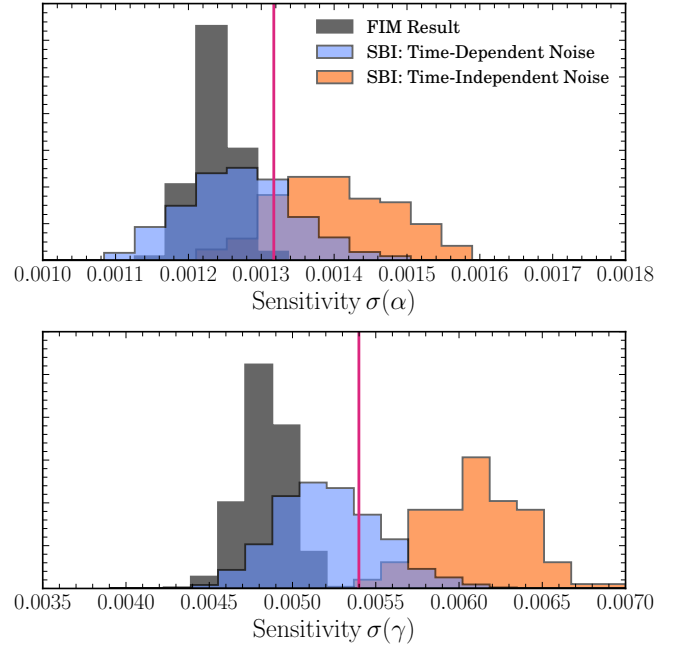 FIM Result
SBI: Time-Dependent Noise
SBI: Time-Independent Noise
0.0010 0.0011 0.0012 0.0013 0.0014 0.0015 0.0016 0.0017 0.0018
Sensitivity σ(α)
0.0035 0.0040 0.0045 0.0050 0.0055 0.0060 0.0065 0.0070
Sensitivity σ(γ)